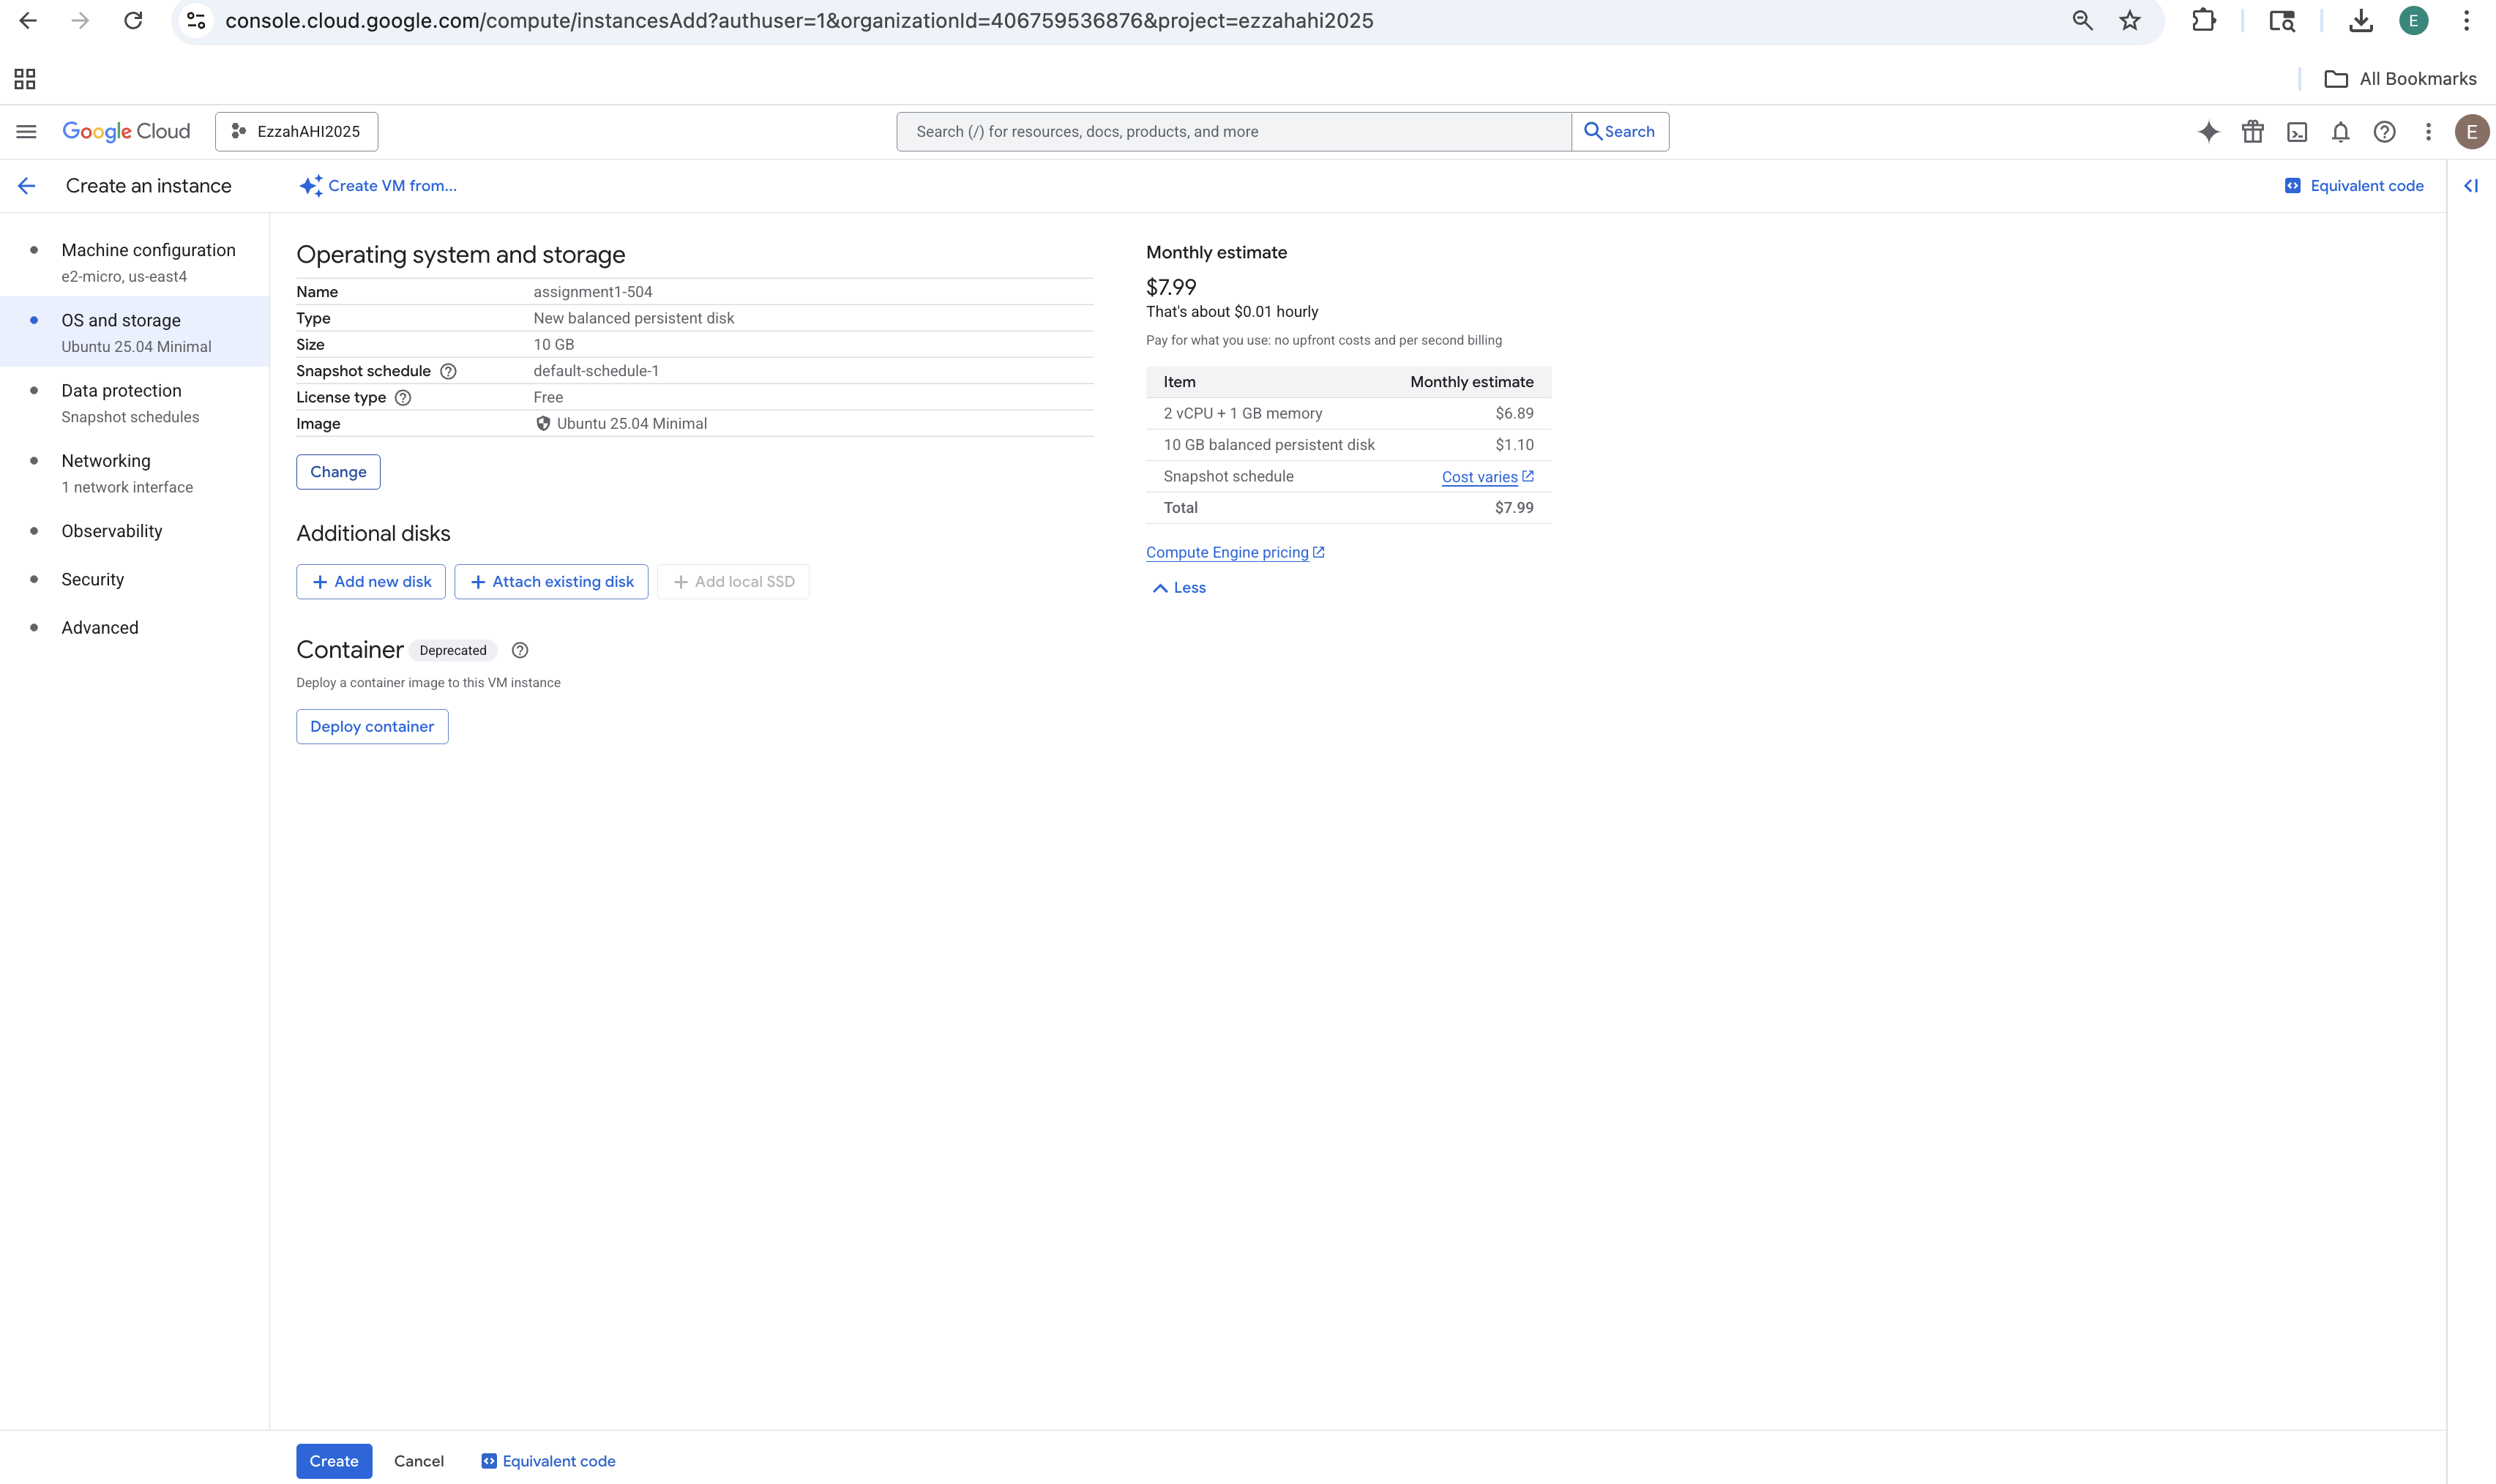 console.cloud.google.com/compute/instancesAdd?authuser=1&organizationId=406759536876&project=ezzahahi2025
E
All Bookmarks
Google Cloud
EzzahAHI2025
Search (/) for resources, docs, products, and more
Search
E
Create an instance
Create VM from...
Equivalent code
Machine configuration
e2-micro, us-east4
OS and storage
Ubuntu 25.04 Minimal
Data protection
Snapshot schedules
Networking
1 network interface
Observability
Security
Advanced
Operating system and storage
Name assignment1-504
Type New balanced persistent disk
Size 10 GB
Snapshot schedule default-schedule-1
License type Free
Image Ubuntu 25.04 Minimal
Change
Additional disks
Add new disk
Attach existing disk
Add local SSD
Container Deprecated
Deploy a container image to this VM instance
Deploy container
Monthly estimate
$7.99
That's about $0.01 hourly
Pay for what you use: no upfront costs and per second billing
Item Monthly estimate
2 vCPU + 1 GB memory $6.89
10 GB balanced persistent disk $1.10
Snapshot schedule Cost varies
Total $7.99
Compute Engine pricing
Less
Create
Cancel
Equivalent code